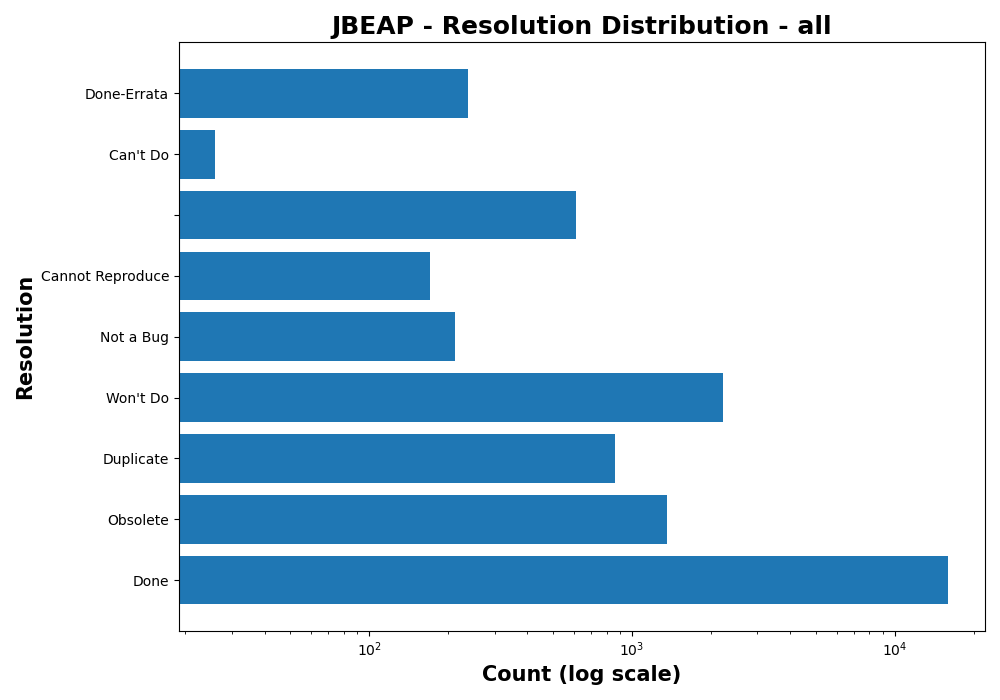 JBEAP - Resolution Distribution - all
Done-Errata
Can't Do
Cannot Reproduce
Not a Bug
Won't Do
Duplicate
Obsolete
Done
Resolution
10²
10³
10⁴
Count (log scale)